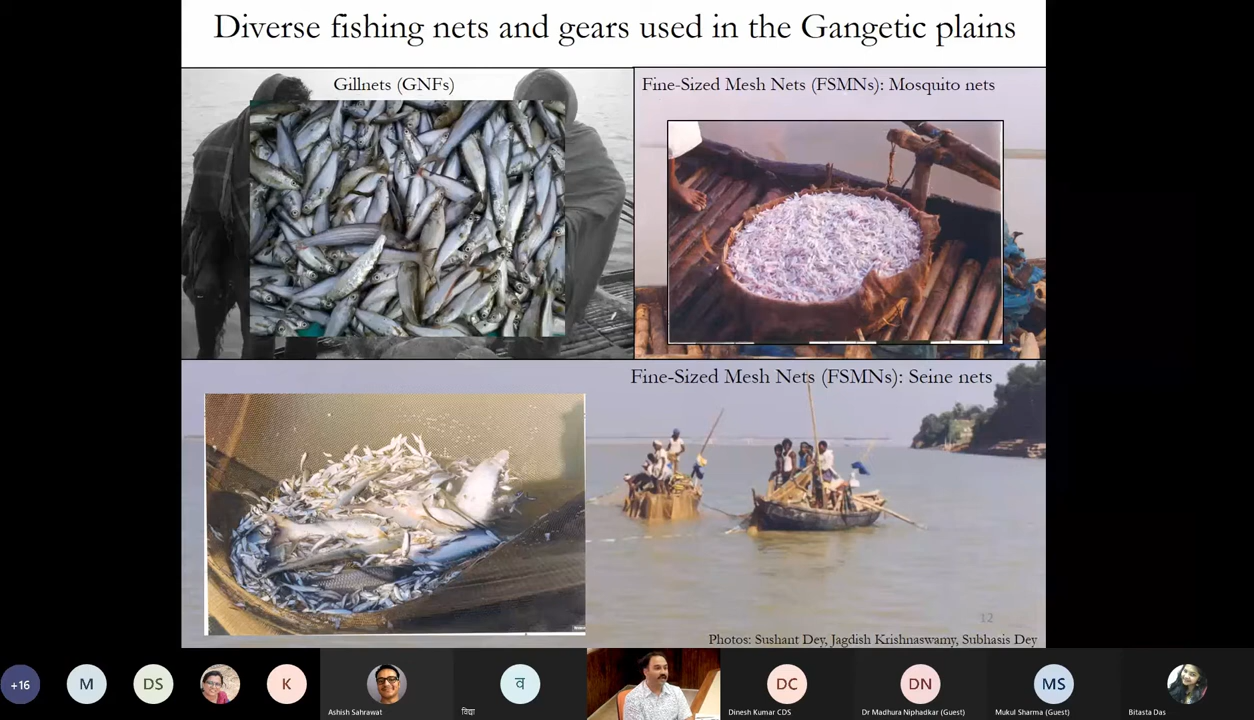 Diverse fishing nets and gears used in the Gangetic plains
Gillnets (GNFs)
Fine-Sized Mesh Nets (FSMNs): Mosquito nets
Fine-Sized Mesh Nets (FSMNs): Seine nets
12
Photos: Sushant Dey, Jagdish Krishnaswamy, Subhasis Dey
+16
M
DS
K
Ashish Sahrawat
व
विद्या
DC
Dinesh Kumar CDS
DN
Dr Madhura Niphadkar (Guest)
MS
Mukul Sharma (Guest)
Bitasta Das